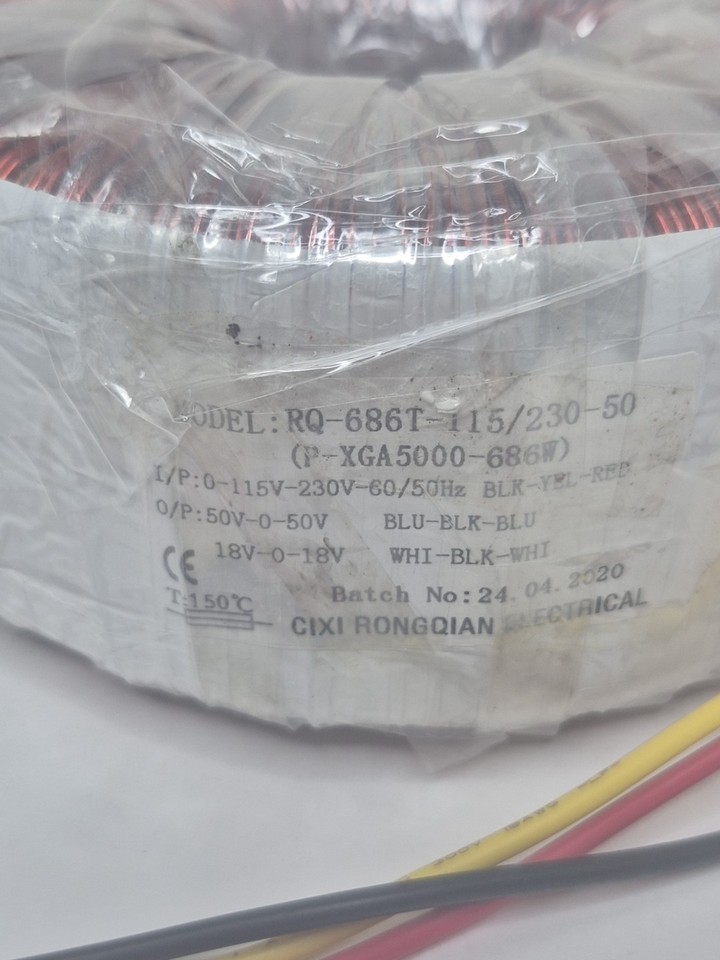 MODEL:RQ-686T-115/230-50
(P-XGA5000-686W)
I/P:0-115V-230V-60/50Hz BLK-YEL-RED
O/P:50V-0-50V BLU-BLK-BLU
18V-0-18V WHI-BLK-WHI
CE
Batch No:24.04.2020
T:150℃
CIXI RONGQIAN ELECTRICAL